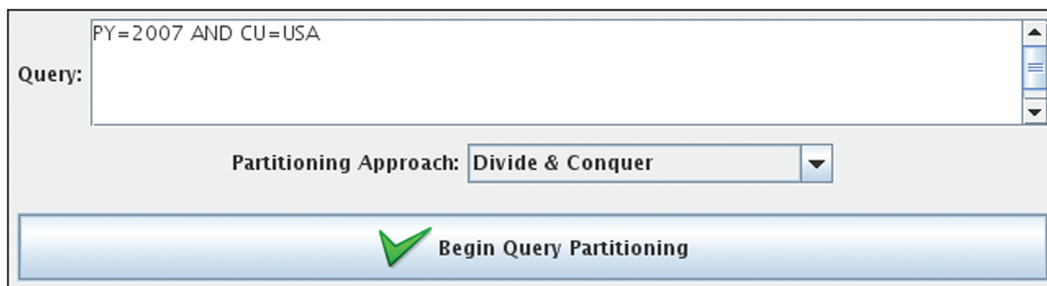 PY=2007 AND CU=USA
Query:
Partitioning Approach: Divide & Conquer
Begin Query Partitioning